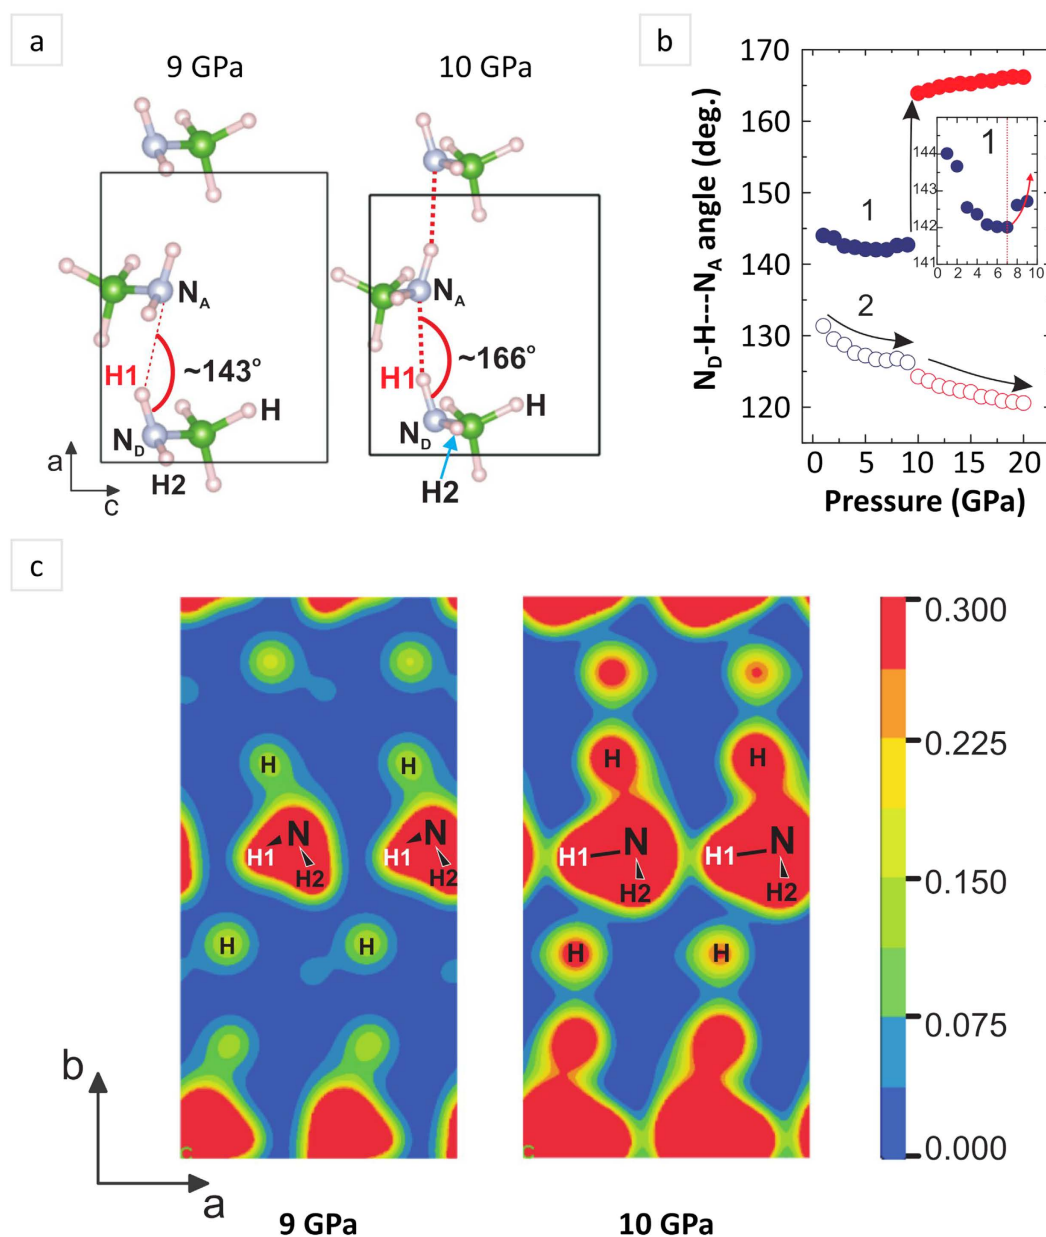 a
9 GPa
10 GPa
N_A
H1
~143°
N_D
H
H2
a
c
N_A
H1
~166°
N_D
H
H2
b
N_D-H---N_A angle (deg.)
170
160
150
140
130
120
1
2
1
144
143
142
141
0 2 4 6 8 10
0 5 10 15 20
Pressure (GPa)
c
H H
N N
H1 H1
H2 H2
H H
C
H H
N N
H1 H1
H2 H2
H H
C
0.300
0.225
0.150
0.075
0.000
b
a
9 GPa
10 GPa